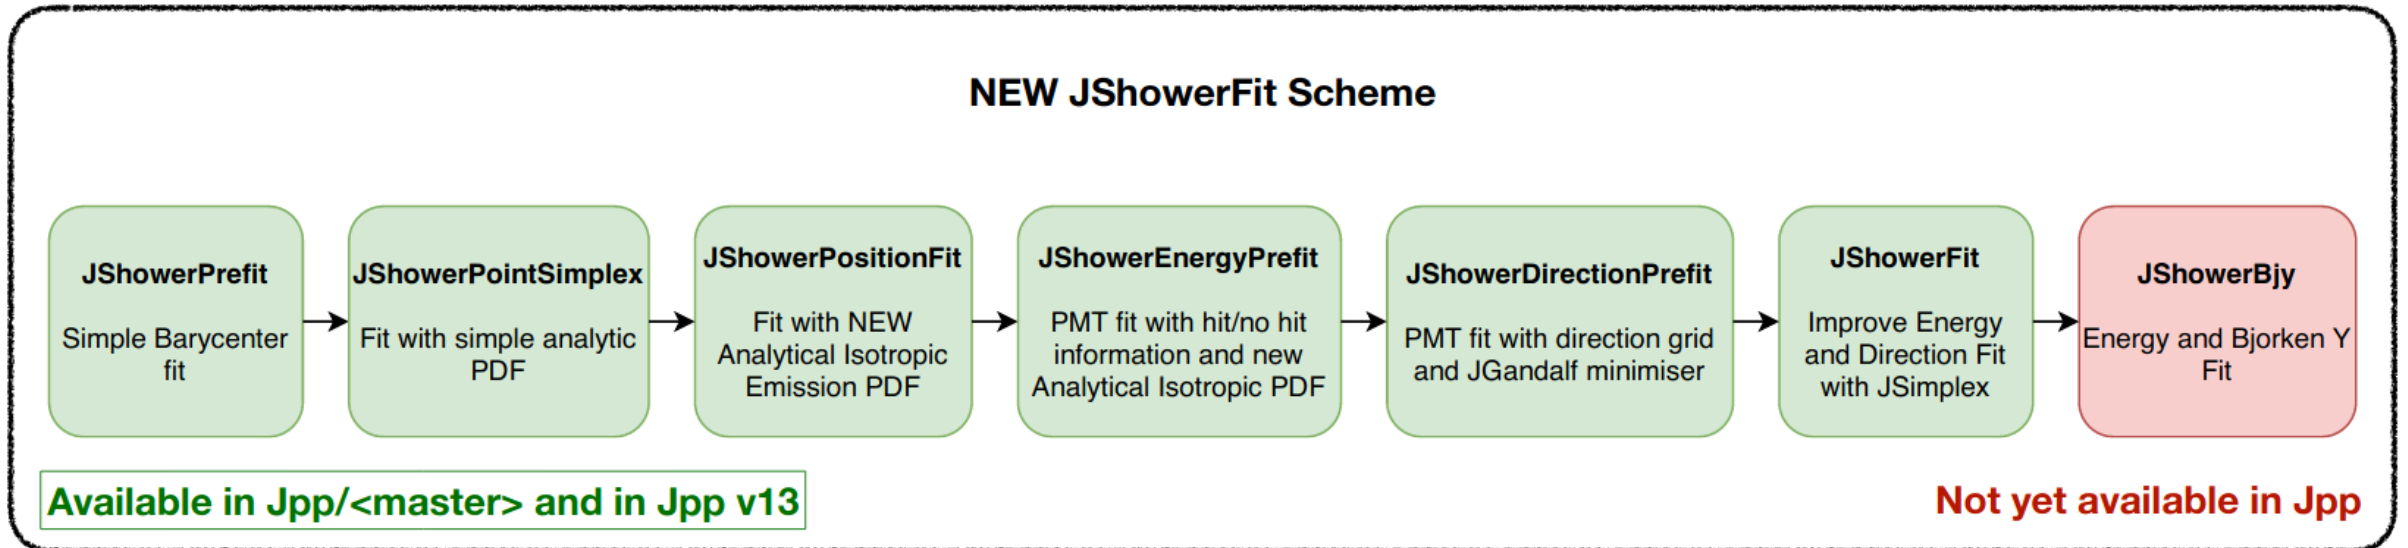 NEW JShowerFit Scheme
JShowerPrefit
Simple Barycenter
fit
JShowerPointSimplex
Fit with simple analytic
PDF
JShowerPositionFit
Fit with NEW
Analytical Isotropic
Emission PDF
JShowerEnergyPrefit
PMT fit with hit/no hit
information and new
Analytical Isotropic PDF
JShowerDirectionPrefit
PMT fit with direction grid
and JGandalf minimiser
JShowerFit
Improve Energy
and Direction Fit
with JSimplex
JShowerBjy
Energy and Bjorken Y
Fit
Available in Jpp/<master> and in Jpp v13
Not yet available in Jpp